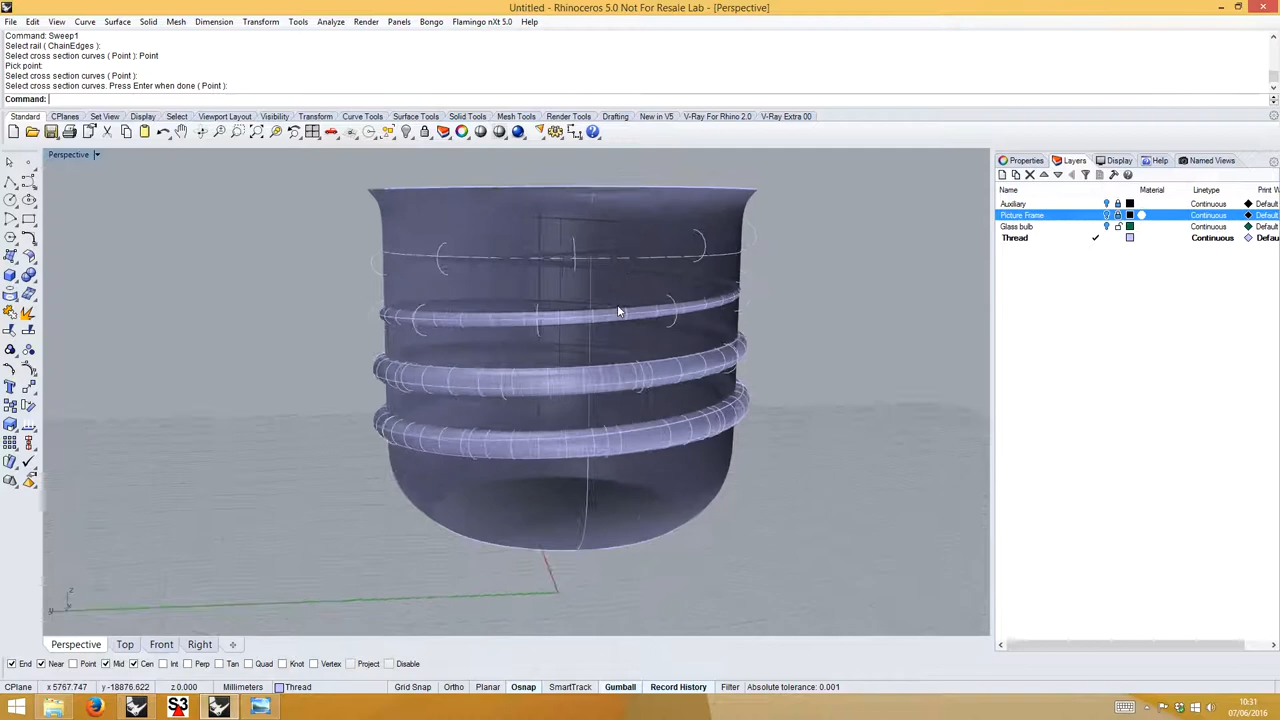 Untitled - Rhinoceros 5.0 Not For Resale Lab - [Perspective]
File Edit View Curve Surface Solid Mesh Dimension Transform Tools Analyze Render Panels Bongo Flamingo nXt 5.0 Help
Command: Sweep1
Select rail ( ChainEdges ):
Select cross section curves ( Point ): Point
Pick point:
Select cross section curves ( Point ):
Select cross section curves. Press Enter when done ( Point ):
Command:
Standard CPlanes Set View Display Select Viewport Layout Visibility Transform Curve Tools Surface Tools Solid Tools Mesh Tools Render Tools Drafting New in V5 V-Ray For Rhino 2.0 V-Ray Extra 00
Perspective
Properties Layers Display Help Named Views
Name Material Linetype Print W
Auxiliary Continuous Default
Picture Frame Continuous Default
Glass bulb Continuous Default
Thread Continuous Defau
z
y
Perspective Top Front Right
End Near Point Mid Cen Int Perp Tan Quad Knot Vertex Project Disable
CPlane x 5767.747 y -18876.622 z 0.000 Millimeters Thread Grid Snap Ortho Planar Osnap SmartTrack Gumball Record History Filter Absolute tolerance: 0.001
S3
10:31
07/06/2016